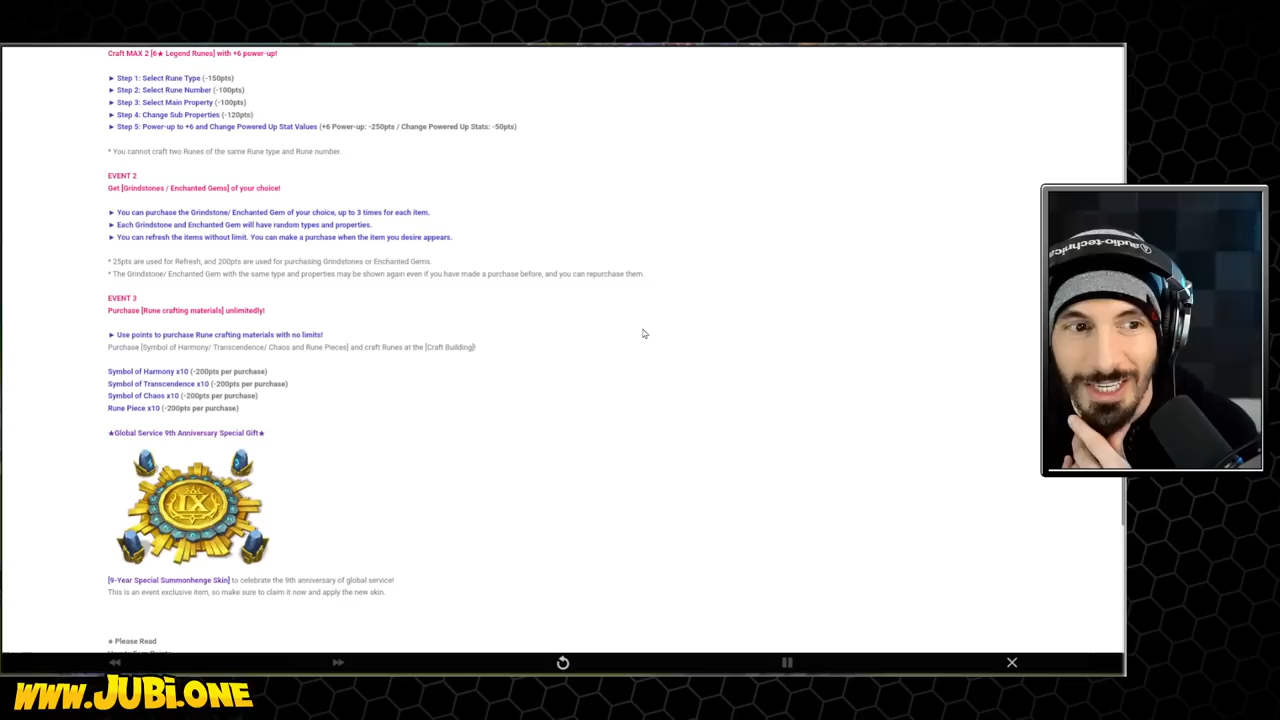 Craft MAX 2 [6★ Legend Runes] with +6 power-up!
► Step 1: Select Rune Type (-150pts)
► Step 2: Select Rune Number (-100pts)
► Step 3: Select Main Property (-100pts)
► Step 4: Change Sub Properties (-120pts)
► Step 5: Power-up to +6 and Change Powered Up Stat Values (+6 Power-up: -250pts / Change Powered Up Stats: -50pts)
* You cannot craft two Runes of the same Rune type and Rune number.
EVENT 2
Get [Grindstones / Enchanted Gems] of your choice!
► You can purchase the Grindstone/ Enchanted Gem of your choice, up to 3 times for each item.
► Each Grindstone and Enchanted Gem will have random types and properties.
► You can refresh the items without limit. You can make a purchase when the item you desire appears.
* 25pts are used for Refresh, and 200pts are used for purchasing Grindstones or Enchanted Gems.
* The Grindstone/ Enchanted Gem with the same type and properties may be shown again even if you have made a purchase before, and you can repurchase them.
EVENT 3
Purchase [Rune crafting materials] unlimitedly!
► Use points to purchase Rune crafting materials with no limits!
Purchase [Symbol of Harmony/ Transcendence/ Chaos and Rune Pieces] and craft Runes at the [Craft Building]!
Symbol of Harmony x10 (-200pts per purchase)
Symbol of Transcendence x10 (-200pts per purchase)
Symbol of Chaos x10 (-200pts per purchase)
Rune Piece x10 (-200pts per purchase)
★Global Service 9th Anniversary Special Gift★
IX
[9-Year Special Summonhenge Skin] to celebrate the 9th anniversary of global service!
This is an event exclusive item, so make sure to claim it now and apply the new skin.
● Please Read
audio-technica
WWW.JUBI.ONE